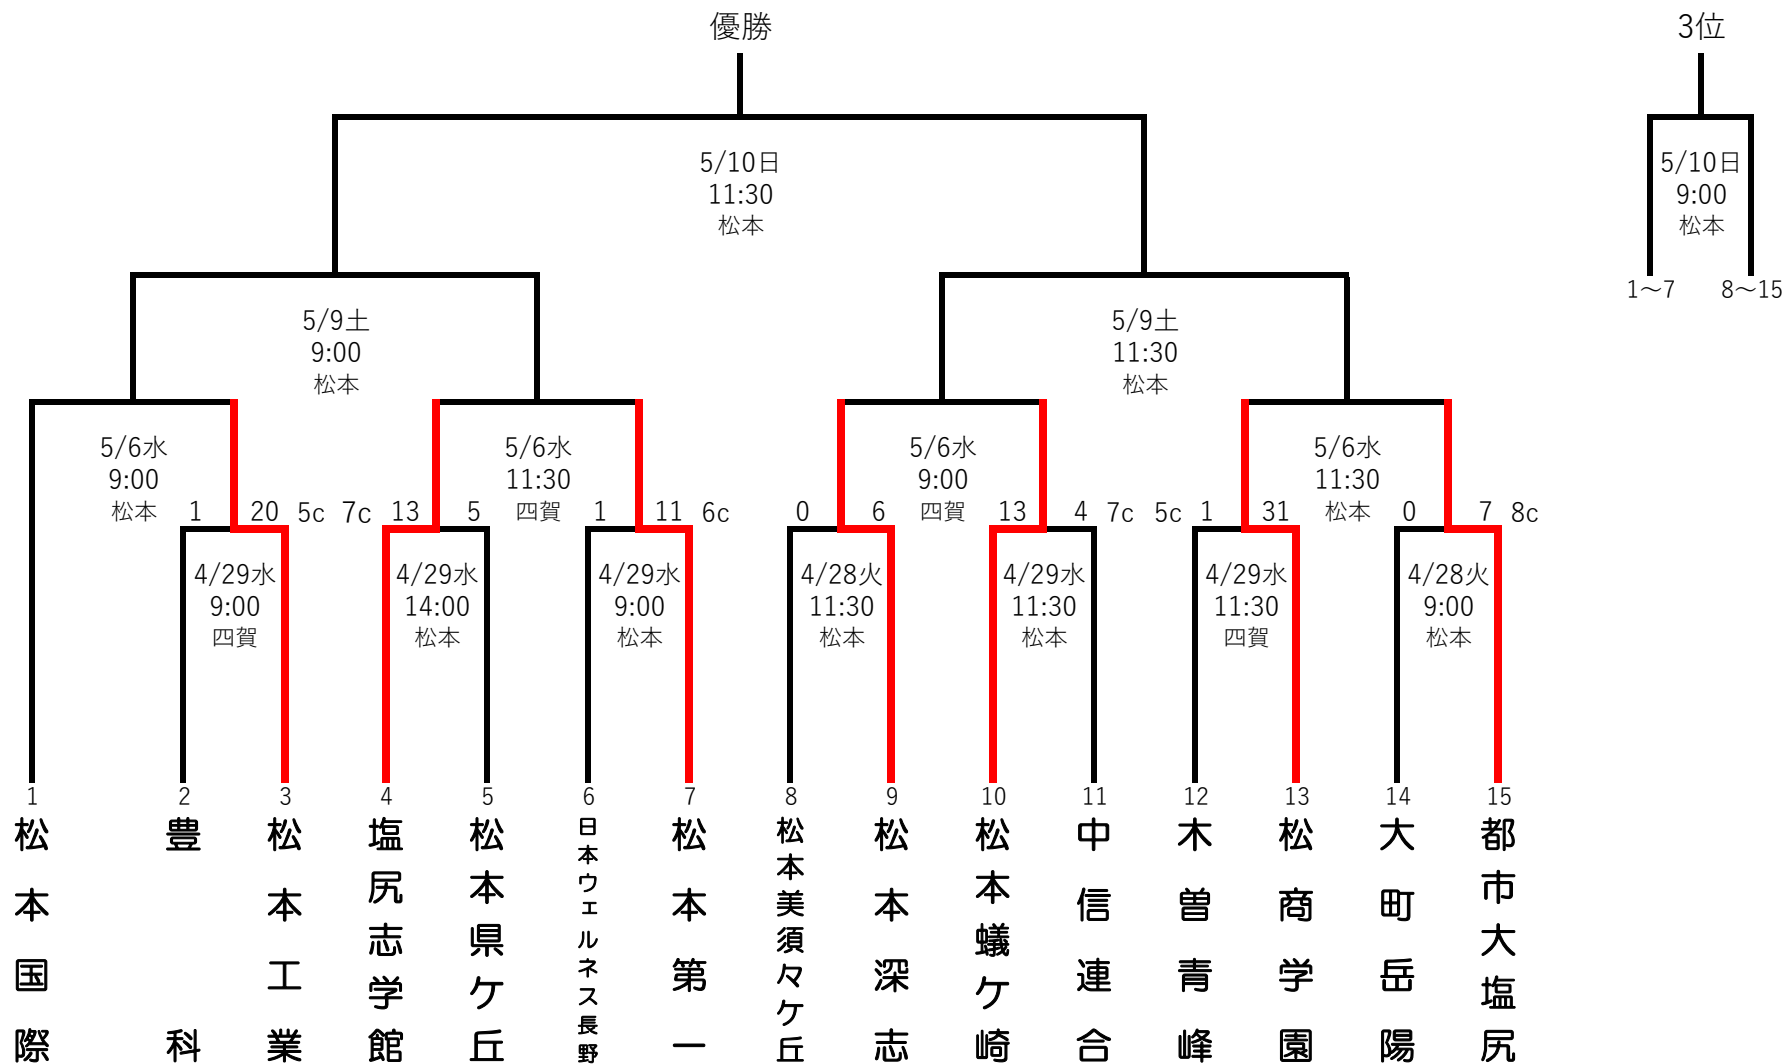 優勝
3位
5/10日
11:30
松本
5/10日
9:00
松本
1～7
8～15
5/9土
9:00
松本
5/9土
11:30
松本
5/6水
9:00
松本
5/6水
11:30
四賀
5/6水
9:00
四賀
5/6水
11:30
松本
1 20 5c
7c 13 5
1 11 6c
0 6
13 4 7c
5c 1 31
0 7 8c
4/29水
9:00
四賀
4/29水
14:00
松本
4/29水
9:00
松本
4/28火
11:30
松本
4/29水
11:30
松本
4/29水
11:30
四賀
4/28火
9:00
松本
1
松本国際
2
豊科
3
松本工業
4
塩尻志学館
5
松本県ケ丘
6
日本ウェルネス長野
7
松本第一
8
松本美須々ケ丘
9
松本深志
10
松本蟻ケ崎
11
中信連合
12
木曽青峰
13
松商学園
14
大町岳陽
15
都市大塩尻